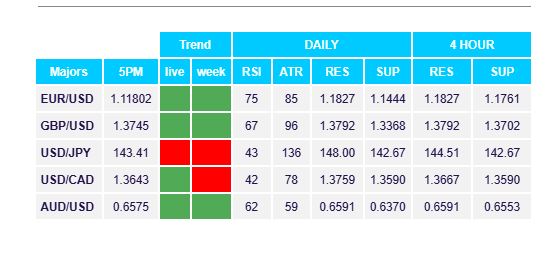 Trend DAILY 4 HOUR
Majors 5PM live week RSI ATR RES SUP RES SUP
EUR/USD 1.11802 75 85 1.1827 1.1444 1.1827 1.1761
GBP/USD 1.3745 67 96 1.3792 1.3368 1.3792 1.3702
USD/JPY 143.41 43 136 148.00 142.67 144.51 142.67
USD/CAD 1.3643 42 78 1.3759 1.3590 1.3667 1.3590
AUD/USD 0.6575 62 59 0.6591 0.6370 0.6591 0.6553